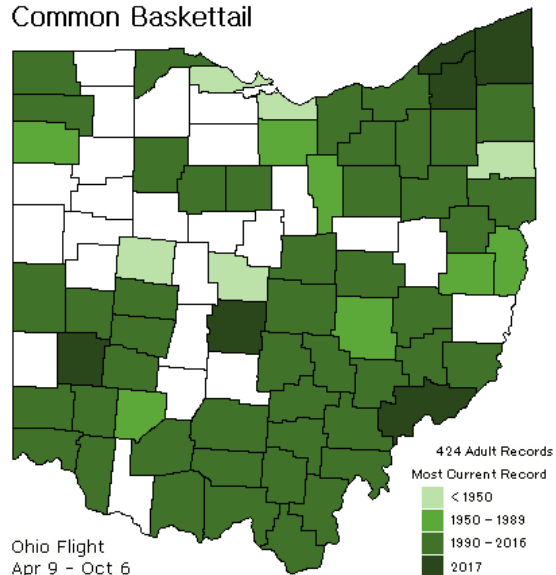 Common Baskettail
424 Adult Records
Most Current Record
< 1950
1950 - 1989
1990 - 2016
2017
Ohio Flight
Apr 9 - Oct 6